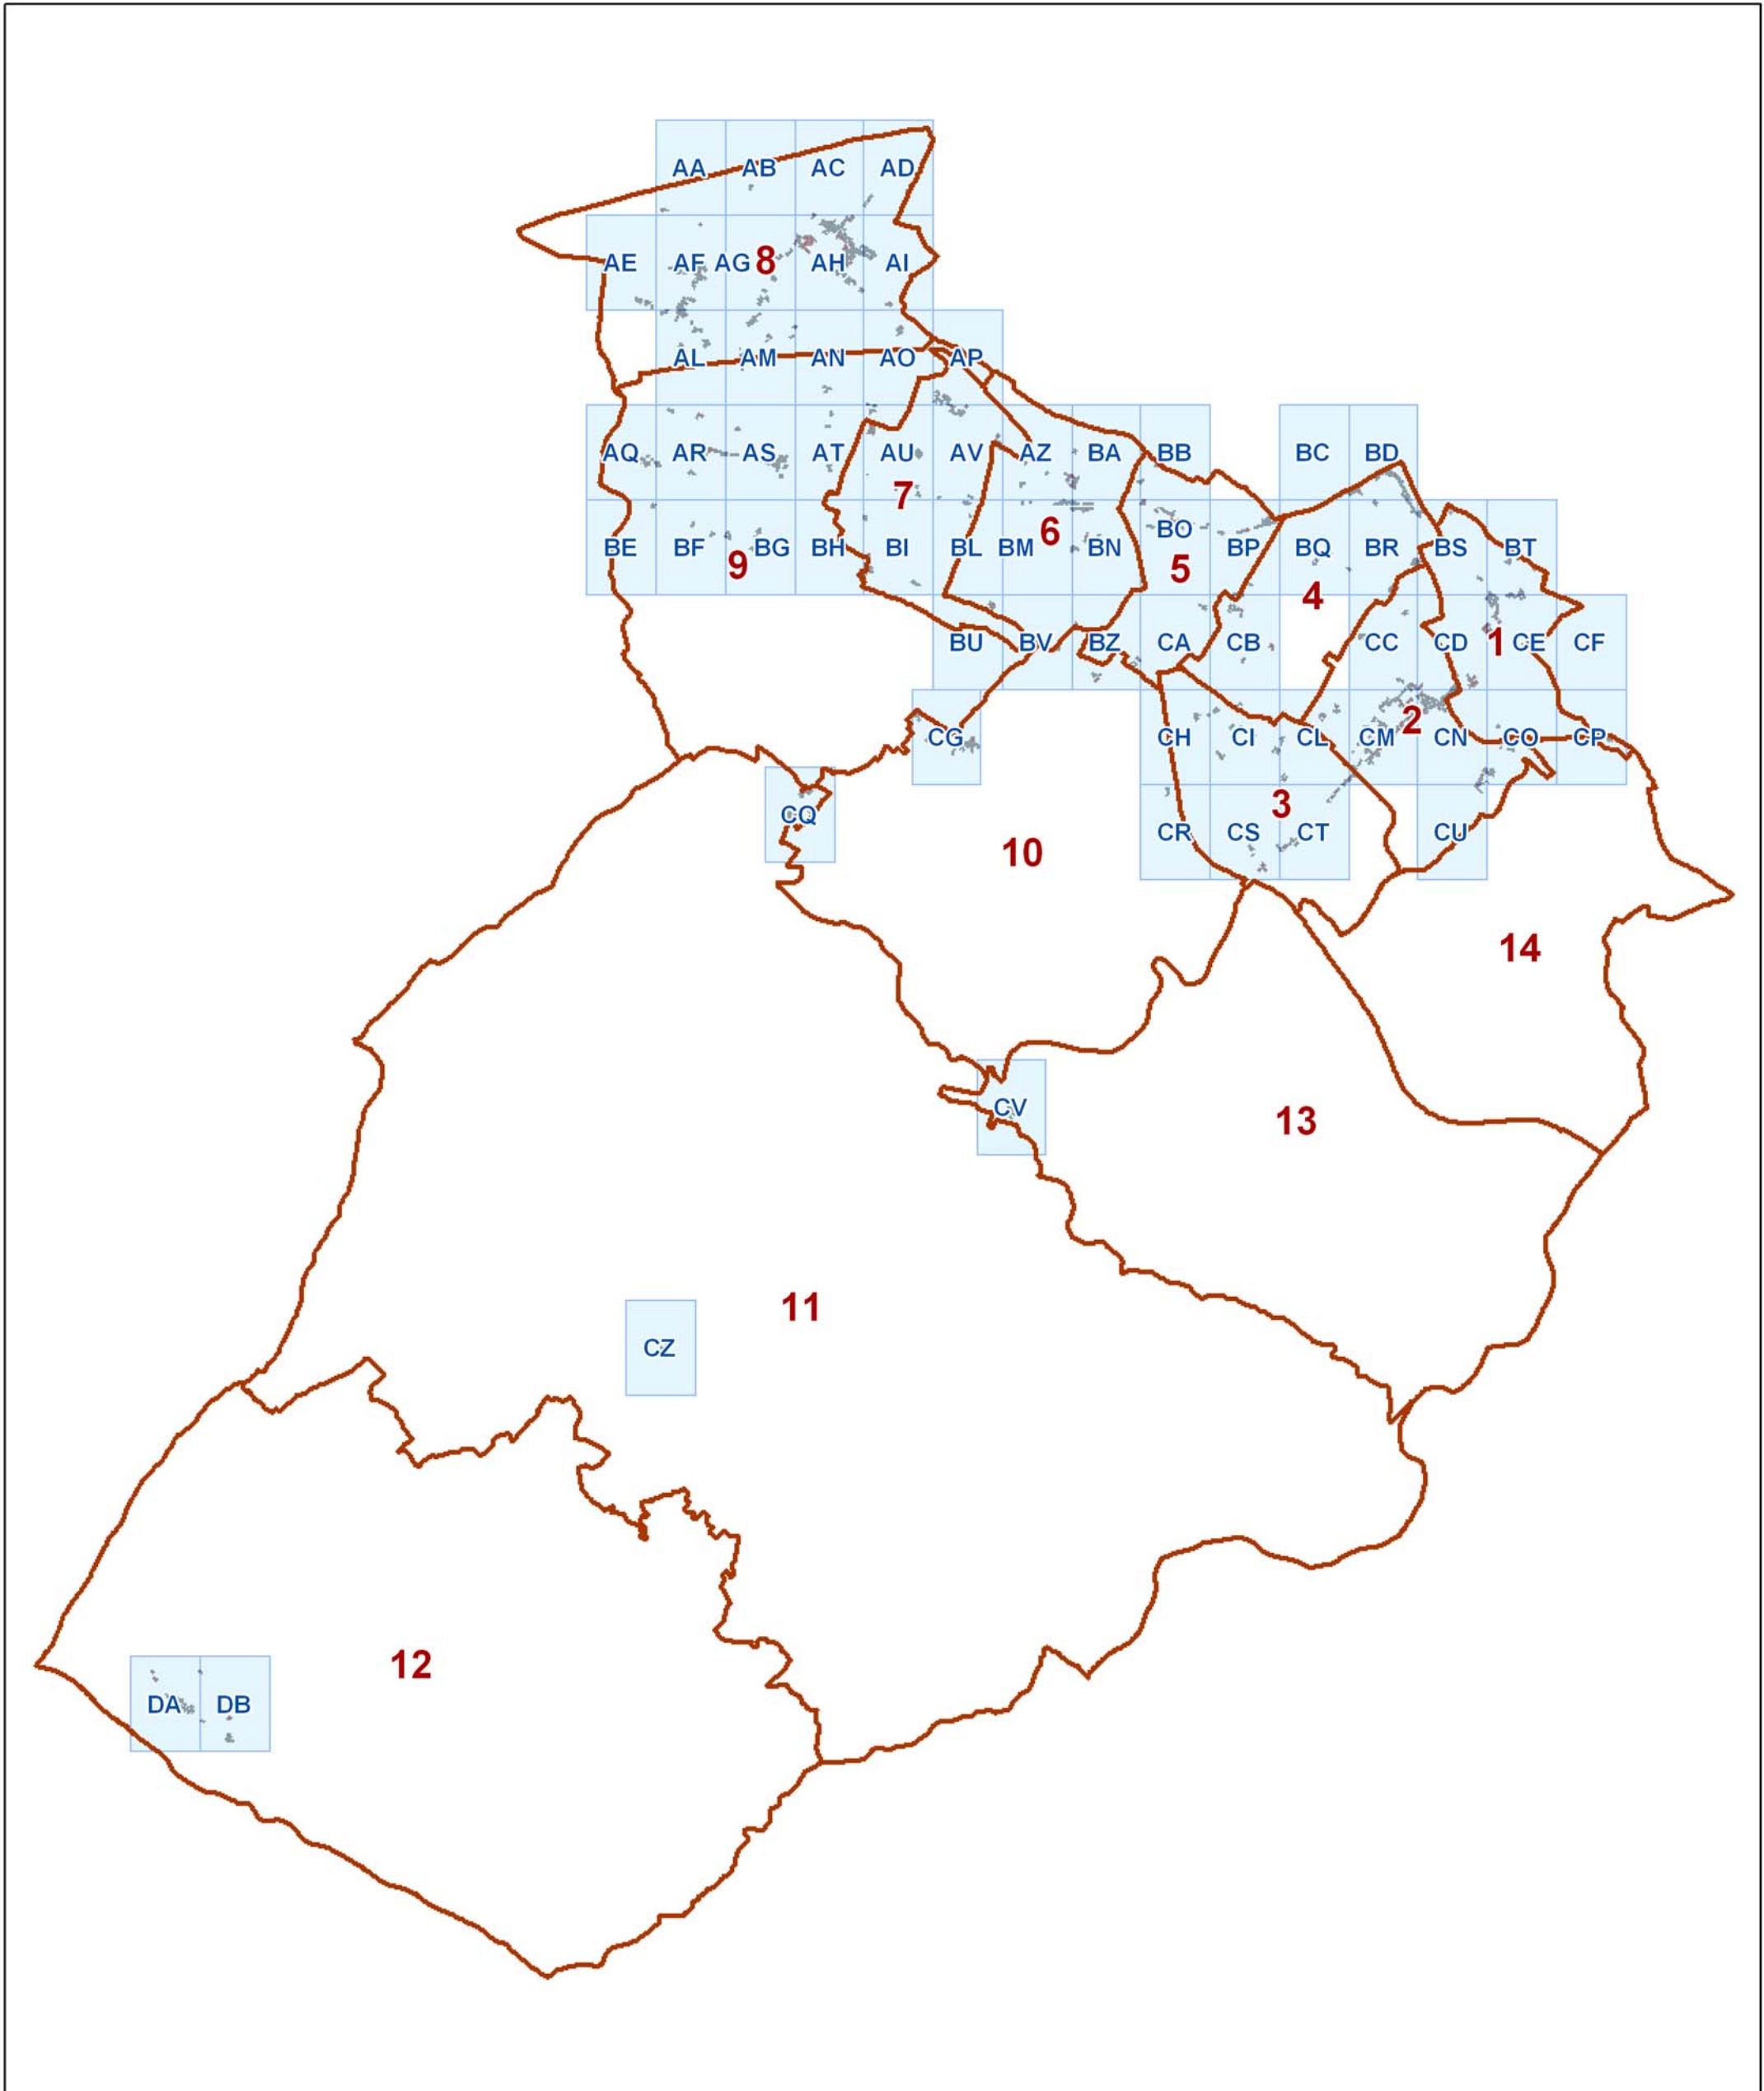 AA AB AC AD
AE AF AG 8 AH AI
AL AM AN AO AP
AQ AR AS AT AU AV AZ BA BB BC BD
7
6 BO
BE BF BG BH BI BL BM BN BP BQ BR BS BT
9 5
4
BU BV BZ CA CB CC CD 1 CE CF
2
CG CH CI CL CM CN CO CP
3
CQ
CR CS CT CU
10
14
CV
13
11
CZ
12
DA DB